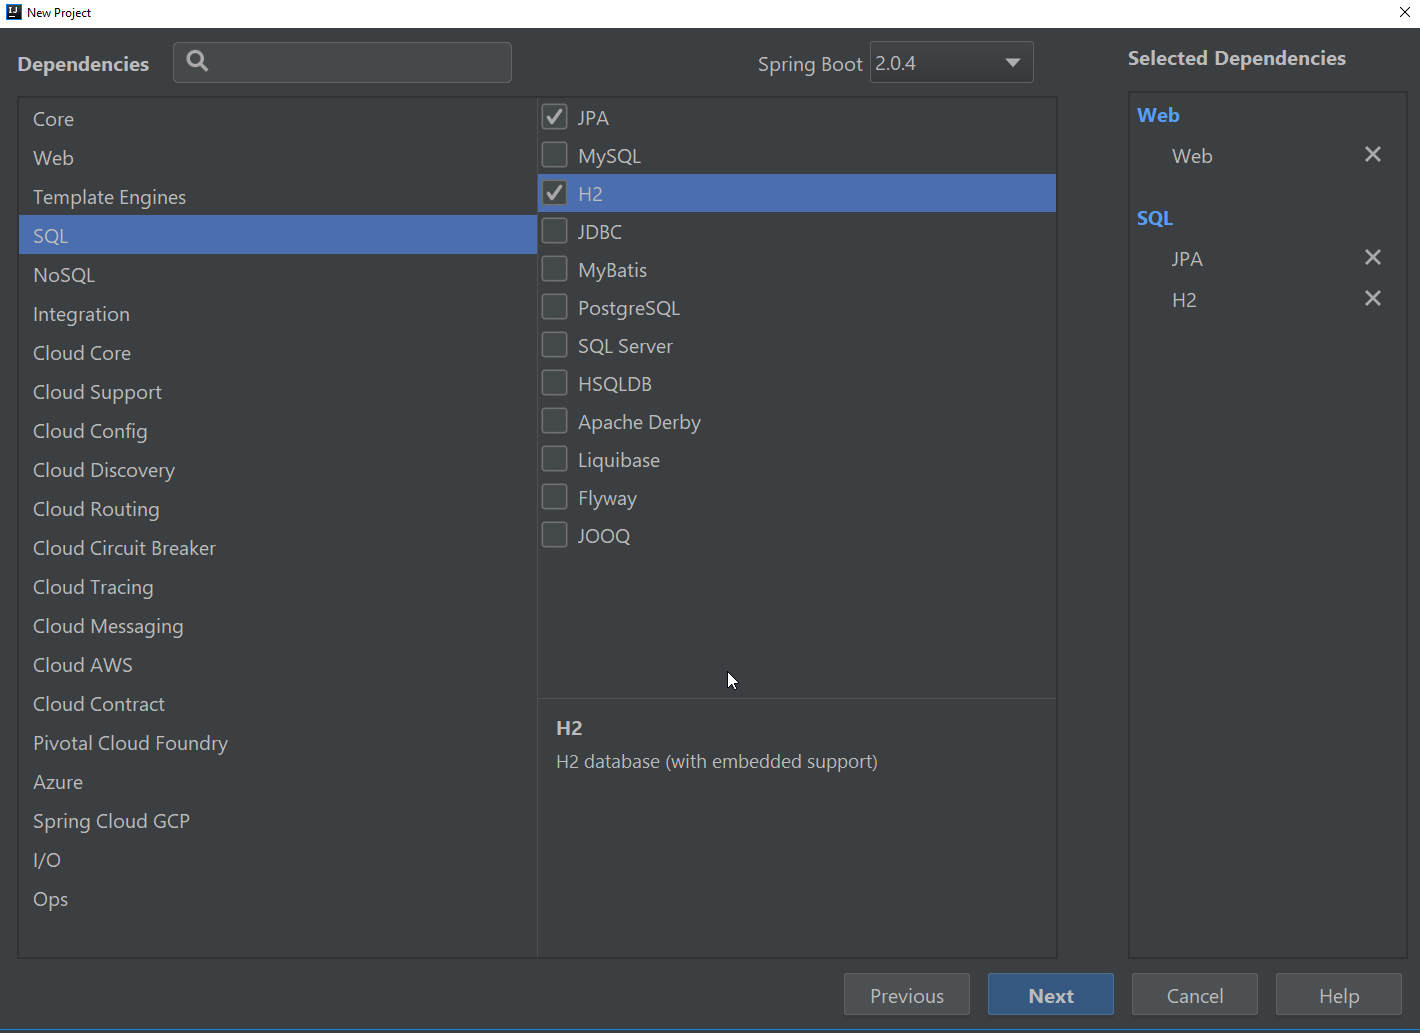 New Project
Dependencies
Spring Boot 2.0.4
Selected Dependencies
Core
Web
Template Engines
SQL
NoSQL
Integration
Cloud Core
Cloud Support
Cloud Config
Cloud Discovery
Cloud Routing
Cloud Circuit Breaker
Cloud Tracing
Cloud Messaging
Cloud AWS
Cloud Contract
Pivotal Cloud Foundry
Azure
Spring Cloud GCP
I/O
Ops
JPA
MySQL
H2
JDBC
MyBatis
PostgreSQL
SQL Server
HSQLDB
Apache Derby
Liquibase
Flyway
JOOQ
H2
H2 database (with embedded support)
Web
Web
SQL
JPA
H2
Previous
Next
Cancel
Help